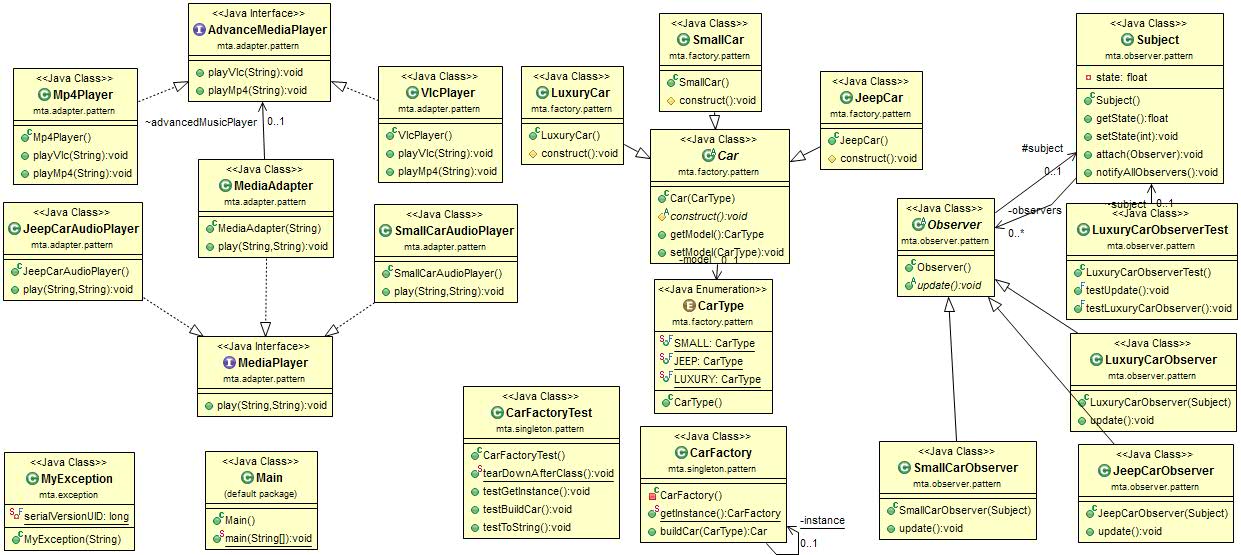 <<Java Interface>>
AdvanceMediaPlayer
mta.adapter.pattern
playVlc(String):void
playMp4(String):void
<<Java Class>>
Mp4Player
mta.adapter.pattern
Mp4Player()
playVlc(String):void
playMp4(String):void
<<Java Class>>
VlcPlayer
mta.adapter.pattern
VlcPlayer()
playVlc(String):void
playMp4(String):void
~advancedMusicPlayer
0..1
<<Java Class>>
MediaAdapter
mta.adapter.pattern
MediaAdapter(String)
play(String,String):void
<<Java Class>>
JeepCarAudioPlayer
mta.adapter.pattern
JeepCarAudioPlayer()
play(String,String):void
<<Java Class>>
SmallCarAudioPlayer
mta.adapter.pattern
SmallCarAudioPlayer()
play(String,String):void
<<Java Interface>>
MediaPlayer
mta.adapter.pattern
play(String,String):void
<<Java Class>>
SmallCar
mta.factory.pattern
SmallCar()
construct():void
<<Java Class>>
LuxuryCar
mta.factory.pattern
LuxuryCar()
construct():void
<<Java Class>>
JeepCar
mta.factory.pattern
JeepCar()
construct():void
<<Java Class>>
Car
mta.factory.pattern
Car(CarType)
construct():void
getModel():CarType
setModel(CarType):void
-model
0..1
<<Java Enumeration>>
CarType
mta.factory.pattern
SMALL: CarType
JEEP: CarType
LUXURY: CarType
CarType()
<<Java Class>>
Subject
mta.observer.pattern
state: float
Subject()
getState():float
setState(int):void
attach(Observer):void
notifyAllObservers():void
#subject
0..1
-observers
0..*
~subject
0..1
<<Java Class>>
Observer
mta.observer.pattern
Observer()
update():void
<<Java Class>>
LuxuryCarObserverTest
mta.observer.pattern
LuxuryCarObserverTest()
testUpdate():void
testLuxuryCarObserver():void
<<Java Class>>
LuxuryCarObserver
mta.observer.pattern
LuxuryCarObserver(Subject)
update():void
<<Java Class>>
SmallCarObserver
mta.observer.pattern
SmallCarObserver(Subject)
update():void
<<Java Class>>
JeepCarObserver
mta.observer.pattern
JeepCarObserver(Subject)
update():void
<<Java Class>>
MyException
mta.exception
serialVersionUID: long
MyException(String)
<<Java Class>>
Main
(default package)
Main()
main(String[]):void
<<Java Class>>
CarFactoryTest
mta.singleton.pattern
CarFactoryTest()
tearDownAfterClass():void
testGetInstance():void
testBuildCar():void
testToString():void
<<Java Class>>
CarFactory
mta.singleton.pattern
CarFactory()
getInstance():CarFactory
buildCar(CarType):Car
-instance
0..1